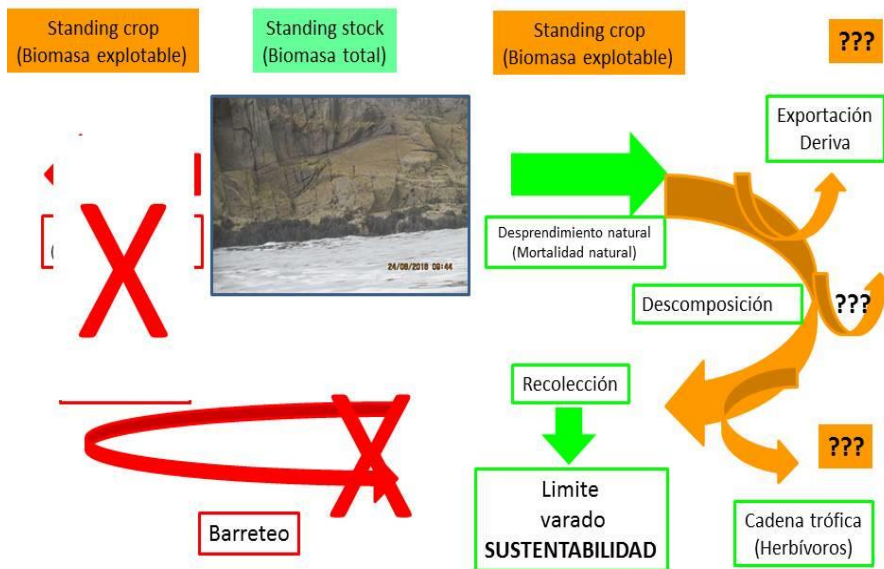 Standing crop
(Biomasa explotable)
Standing stock
(Biomasa total)
Standing crop
(Biomasa explotable)
???
Exportación
Deriva
Desprendimiento natural
(Mortalidad natural)
24/08/2016 09:44
Descomposición
???
Recolección
???
Limite
varado
SUSTENTABILIDAD
Cadena trófica
(Herbívoros)
Barreteo